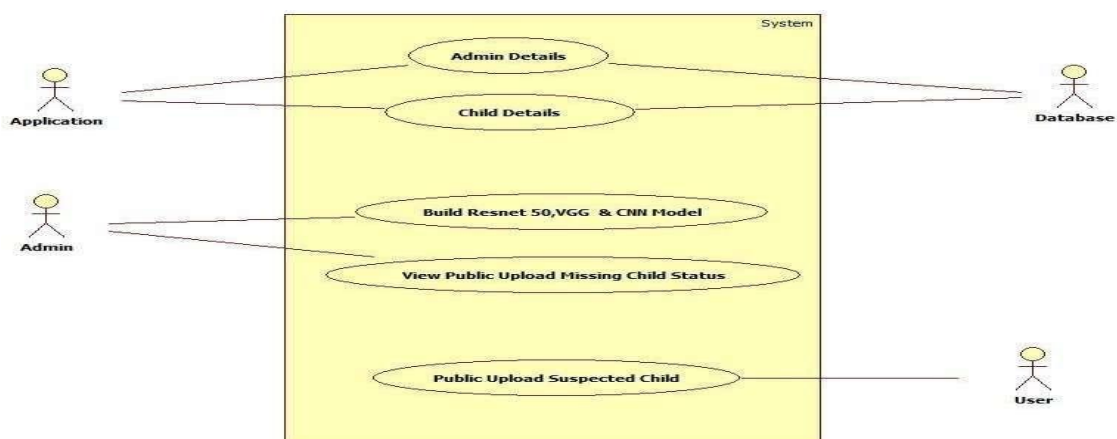 System
Admin Details
Application
Child Details
Database
Build Resnet 50,VGG & CNN Model
Admin
View Public Upload Missing Child Status
Public Upload Suspected Child
User